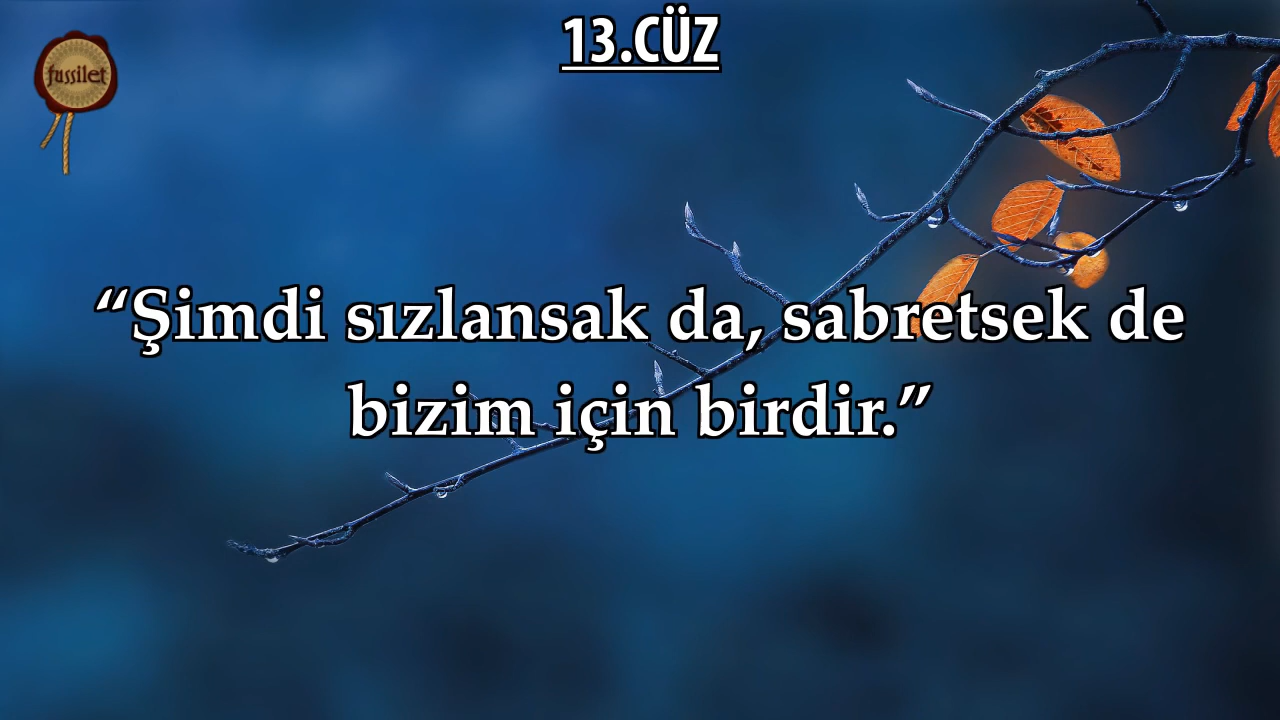 13.CÜZ
fussilet
“Şimdi sızlansak da, sabretsek de
bizim için birdir.”